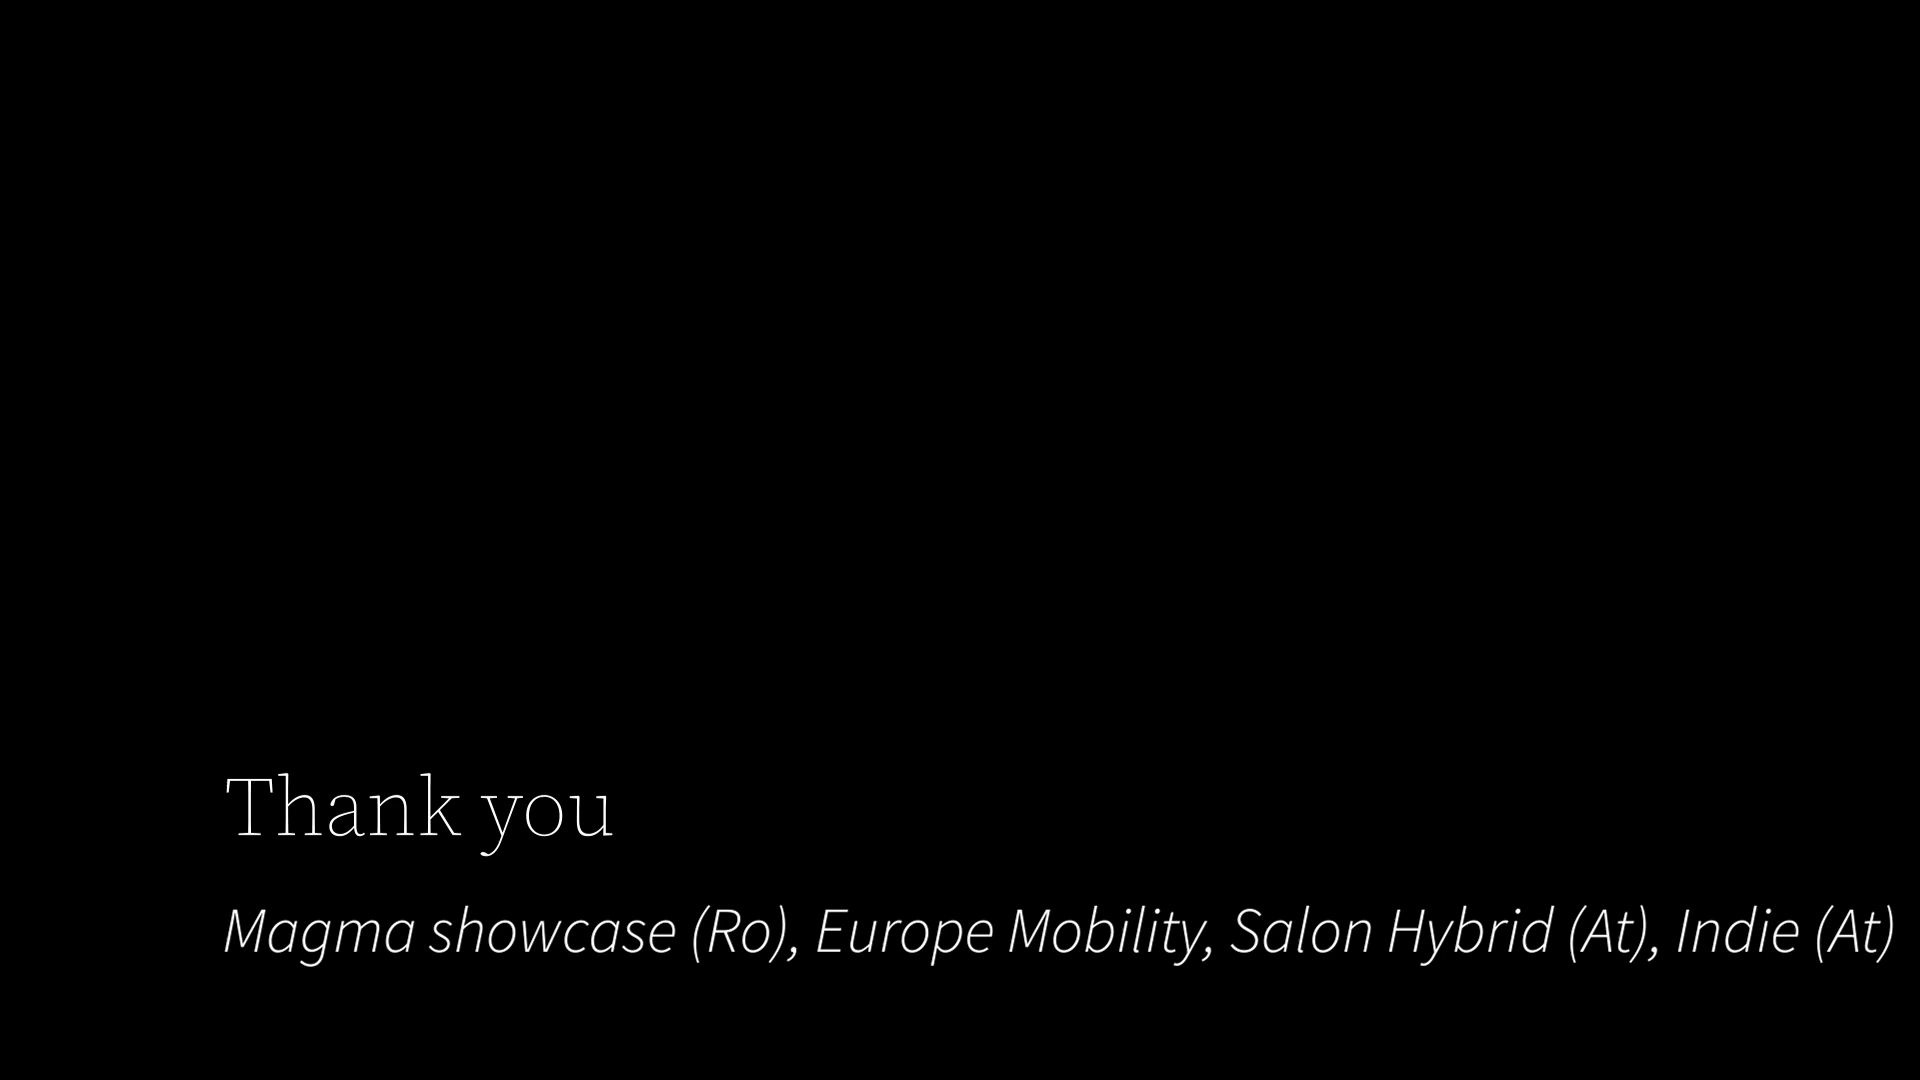 Thank you
Magma showcase (Ro), Europe Mobility, Salon Hybrid (At), Indie (At)